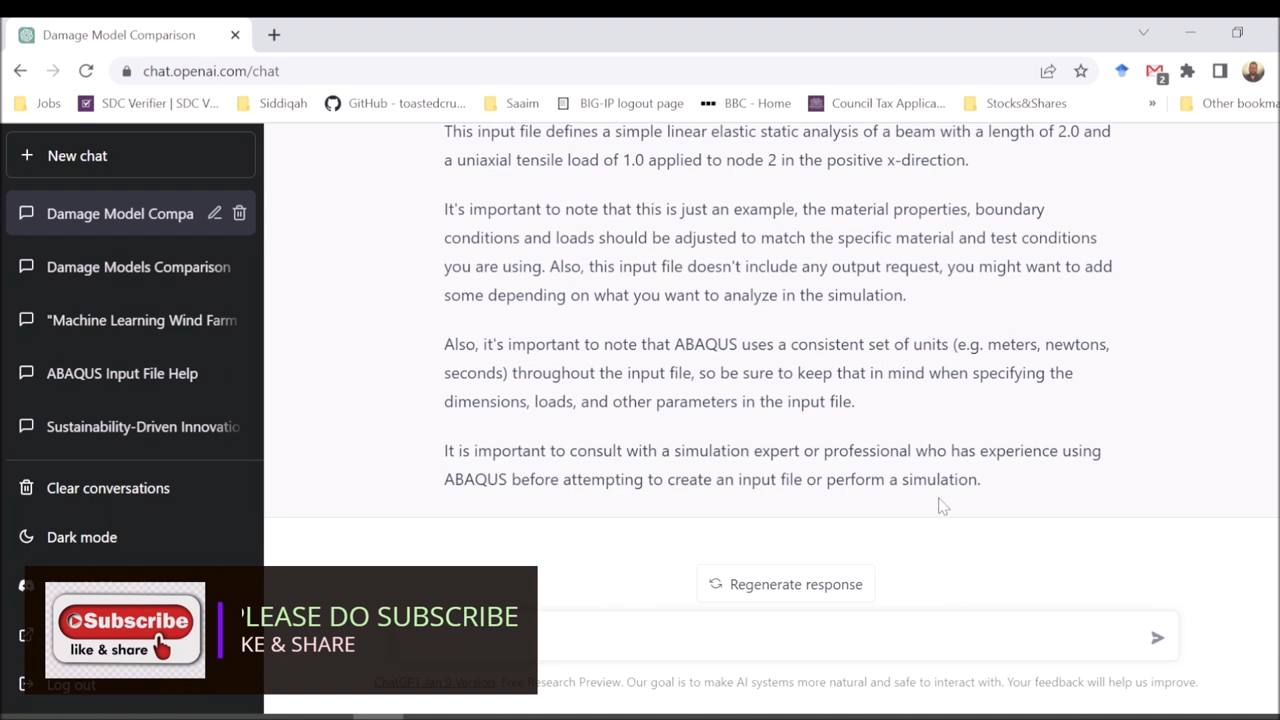 Damage Model Comparison
chat.openai.com/chat
2
Jobs
SDC Verifier | SDC V...
Siddiqah
GitHub - toastedcru...
Saaim
BIG-IP logout page
BBC - Home
Council Tax Applica...
Stocks&Shares
»
Other bookma
New chat
Damage Model Compa
Damage Models Comparison
"Machine Learning Wind Farm
ABAQUS Input File Help
Sustainability-Driven Innovatio
Clear conversations
Dark mode
Log out
This input file defines a simple linear elastic static analysis of a beam with a length of 2.0 and
a uniaxial tensile load of 1.0 applied to node 2 in the positive x-direction.
It's important to note that this is just an example, the material properties, boundary
conditions and loads should be adjusted to match the specific material and test conditions
you are using. Also, this input file doesn't include any output request, you might want to add
some depending on what you want to analyze in the simulation.
Also, it's important to note that ABAQUS uses a consistent set of units (e.g. meters, newtons,
seconds) throughout the input file, so be sure to keep that in mind when specifying the
dimensions, loads, and other parameters in the input file.
It is important to consult with a simulation expert or professional who has experience using
ABAQUS before attempting to create an input file or perform a simulation.
Regenerate response
Subscribe
like & share
PLEASE DO SUBSCRIBE
KE & SHARE
ChatGPT Jan 9 Version. Free Research Preview. Our goal is to make AI systems more natural and safe to interact with. Your feedback will help us improve.